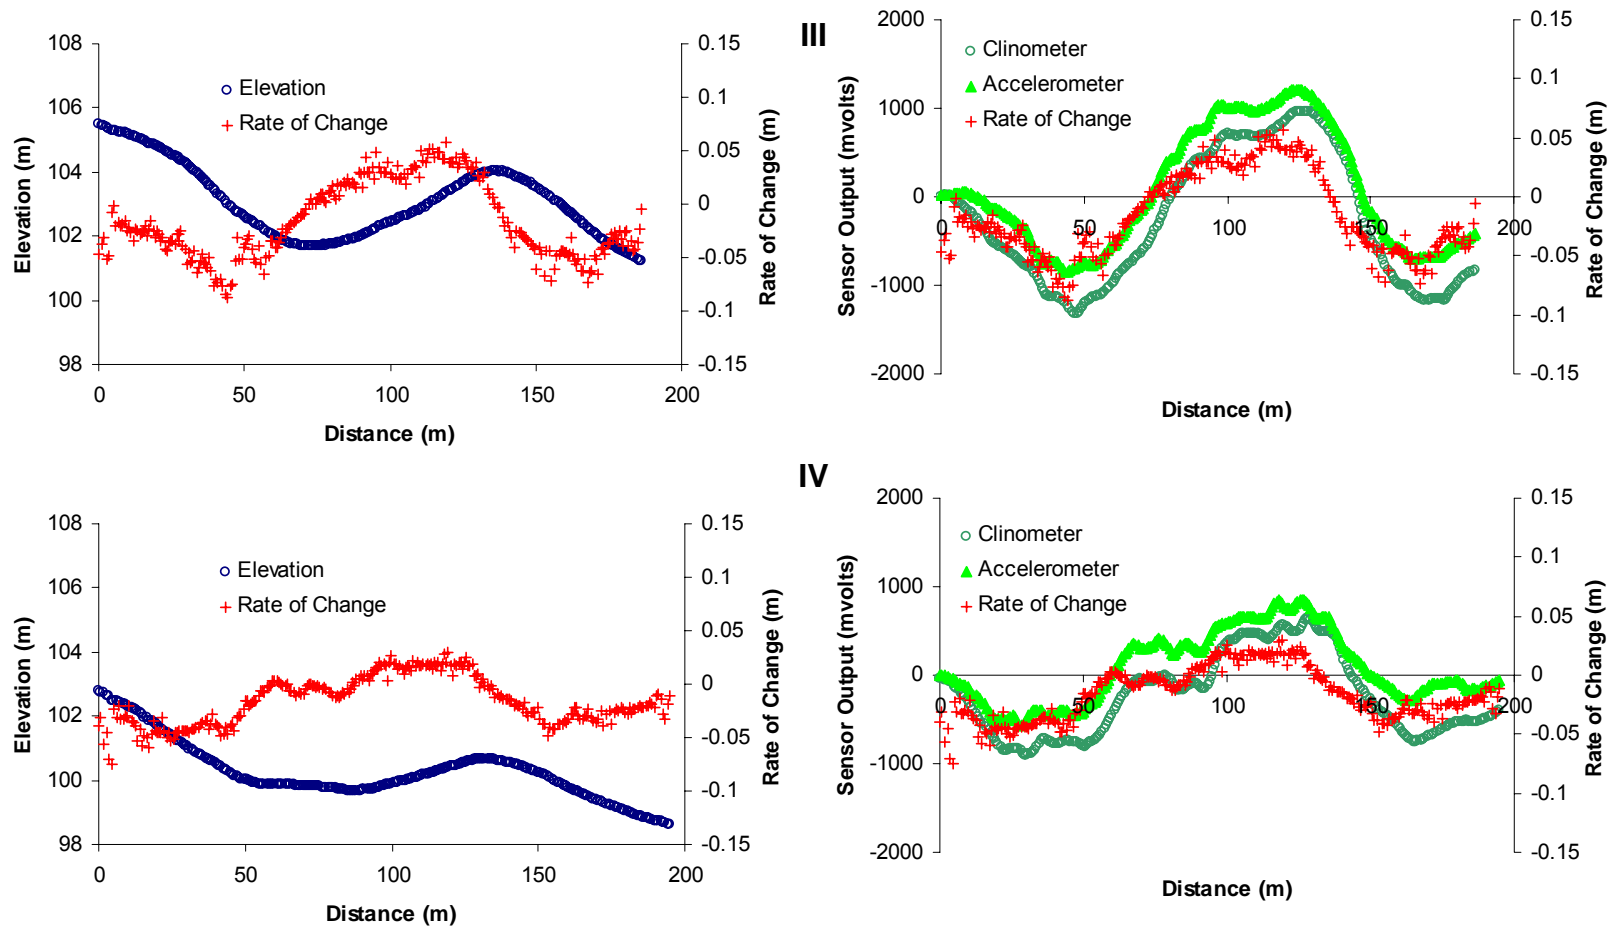 III
108
106
104
102
100
98
Elevation (m)
Elevation
Rate of Change
0.15
0.1
0.05
0
-0.05
-0.1
-0.15
Rate of Change (m)
0 50 100 150 200
Distance (m)
2000
1000
0
-1000
-2000
Sensor Output (mvolts)
Clinometer
Accelerometer
Rate of Change
0 50 100 150 200
0.15
0.1
0.05
0
-0.05
-0.1
-0.15
Rate of Change (m)
Distance (m)
IV
108
106
104
102
100
98
Elevation (m)
Elevation
Rate of Change
0.15
0.1
0.05
0
-0.05
-0.1
-0.15
Rate of Change (m)
0 50 100 150 200
Distance (m)
2000
1000
0
-1000
-2000
Sensor Output (mvolts)
Clinometer
Accelerometer
Rate of Change
0 50 100 150 200
0.15
0.1
0.05
0
-0.05
-0.1
-0.15
Rate of Change (m)
Distance (m)